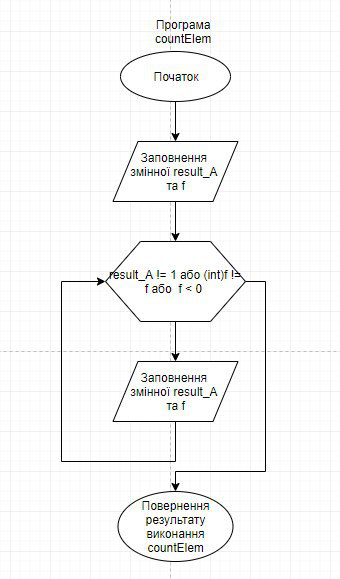 Програма
countElem
Початок
Заповнення
змінної result_A
та f
result_A != 1 або (int)f !=
f або f < 0
Заповнення
змінної result_A
та f
Повернення
результату
виконання
countElem